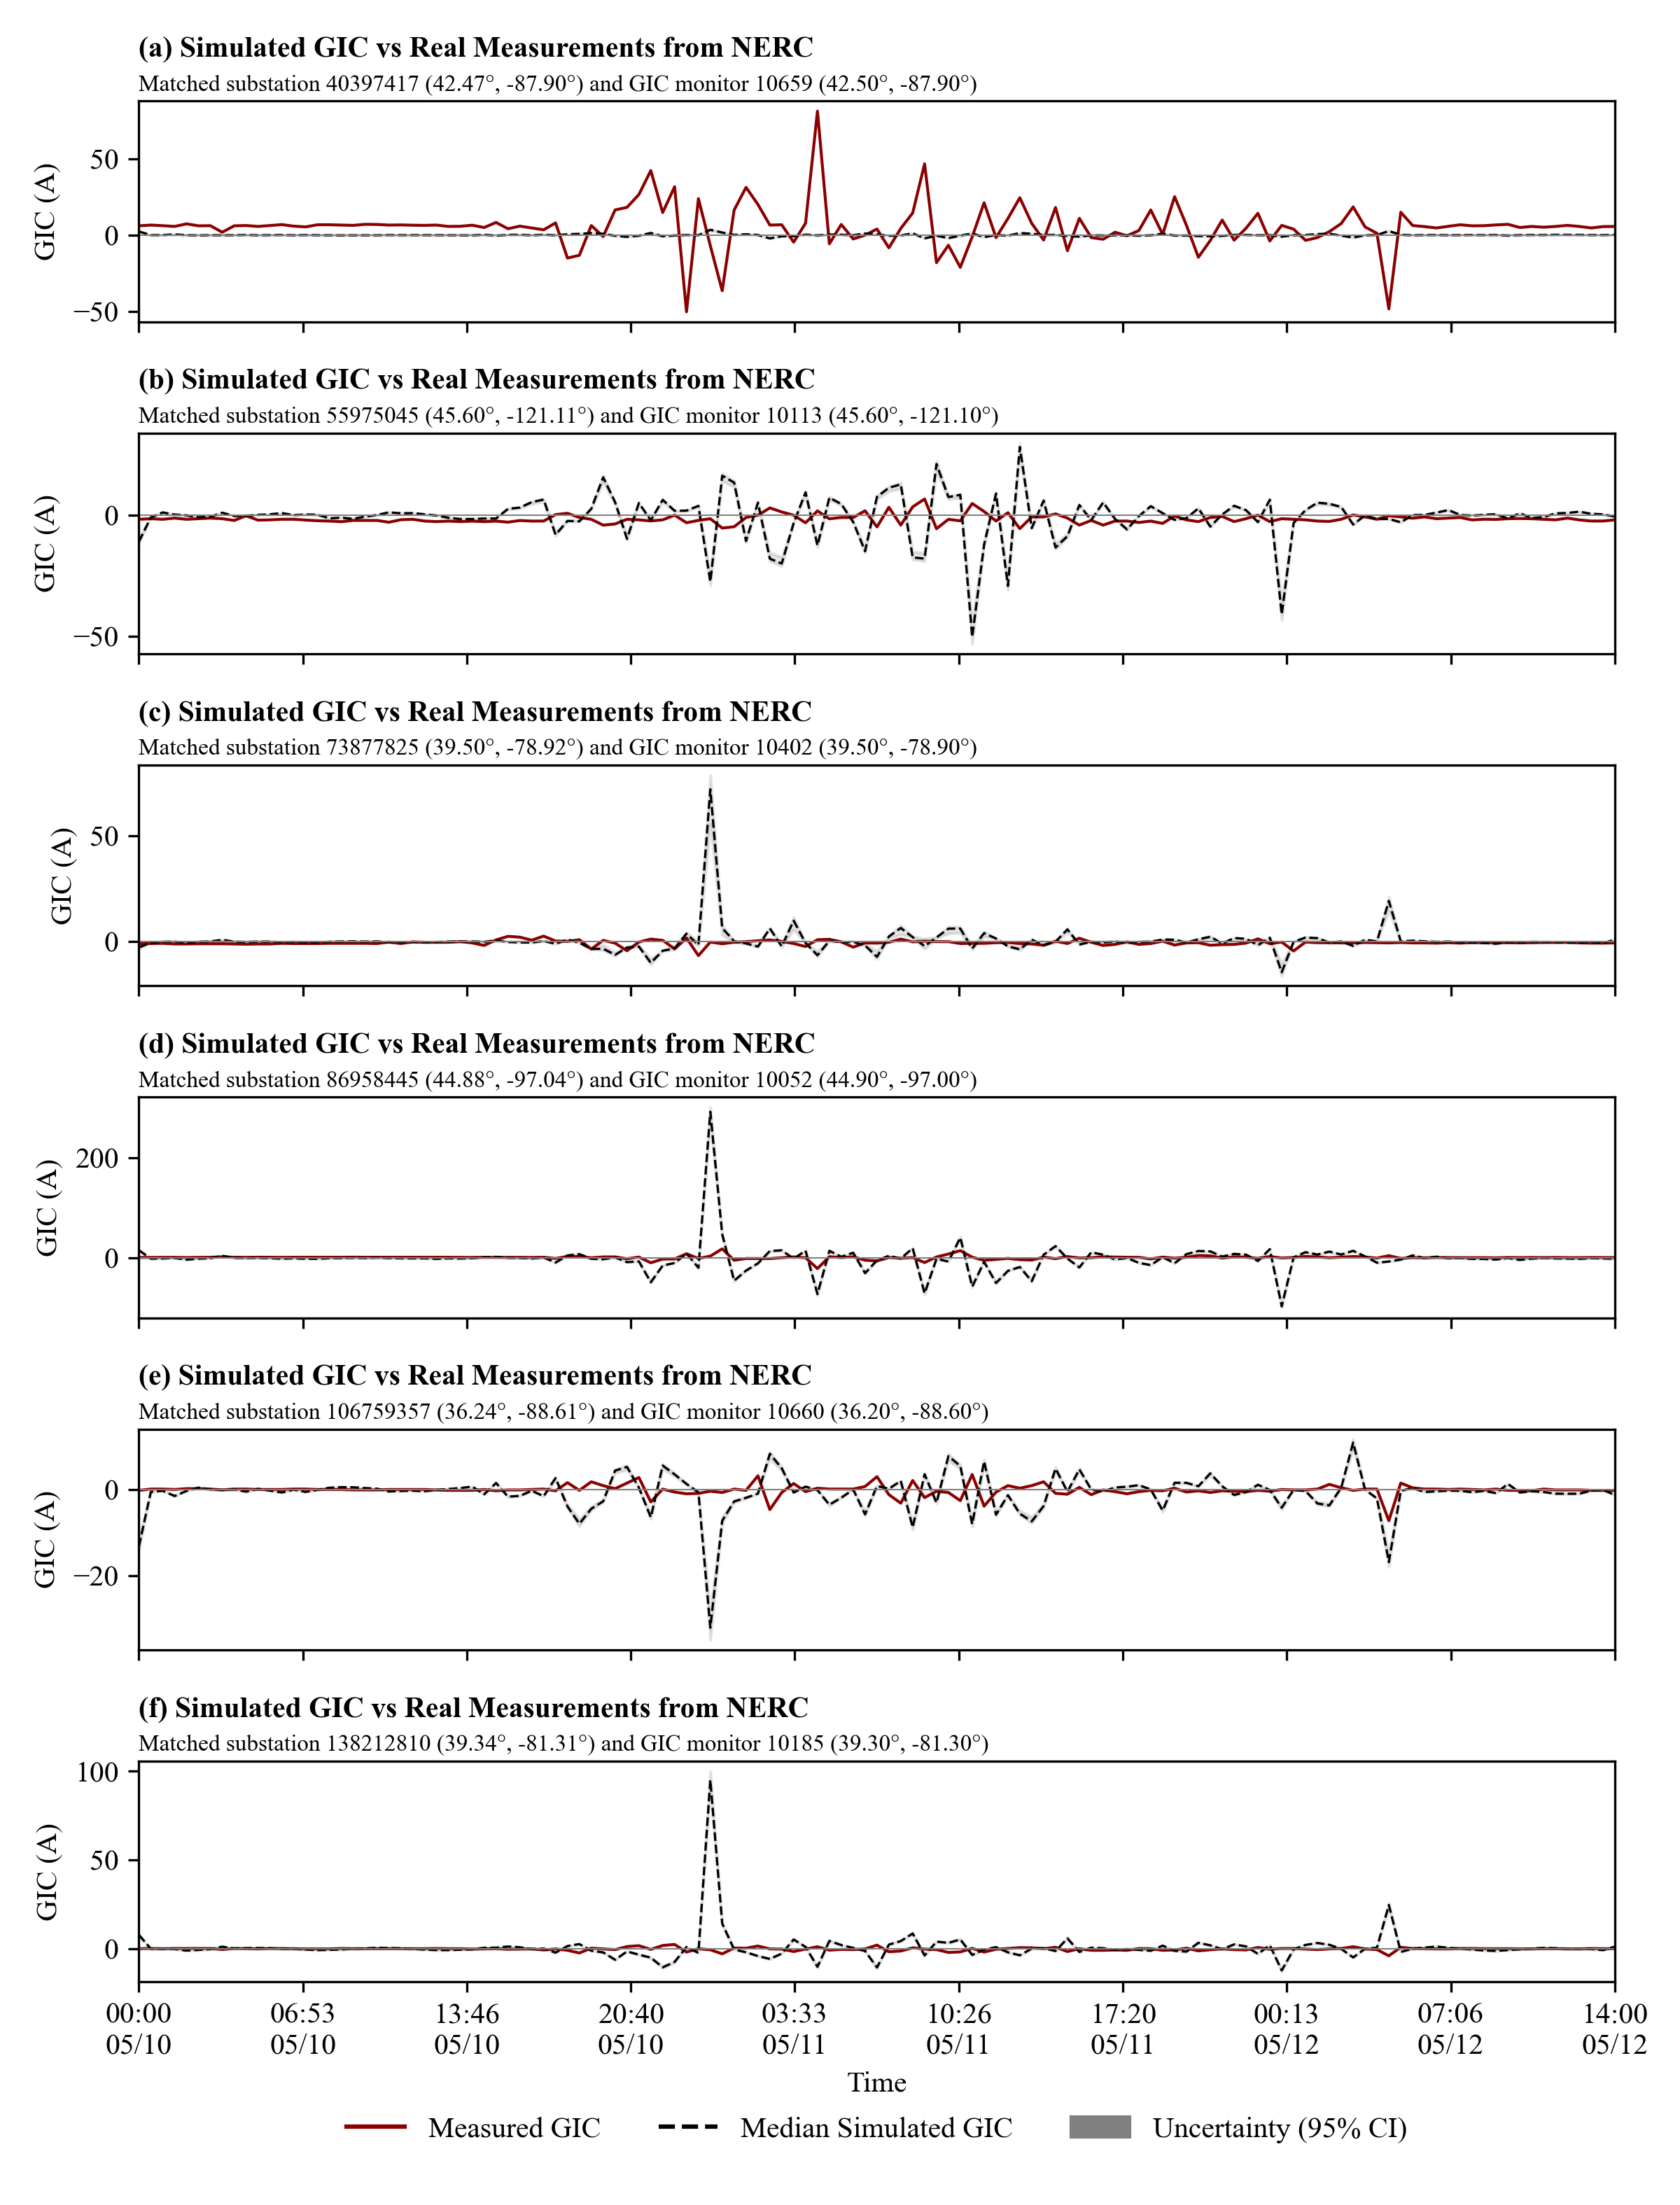 (a) Simulated GIC vs Real Measurements from NERC
Matched substation 40397417 (42.47°, -87.90°) and GIC monitor 10659 (42.50°, -87.90°)
GIC (A)
50
0
−50
(b) Simulated GIC vs Real Measurements from NERC
Matched substation 55975045 (45.60°, -121.11°) and GIC monitor 10113 (45.60°, -121.10°)
GIC (A)
0
−50
(c) Simulated GIC vs Real Measurements from NERC
Matched substation 73877825 (39.50°, -78.92°) and GIC monitor 10402 (39.50°, -78.90°)
GIC (A)
50
0
(d) Simulated GIC vs Real Measurements from NERC
Matched substation 86958445 (44.88°, -97.04°) and GIC monitor 10052 (44.90°, -97.00°)
GIC (A)
200
0
(e) Simulated GIC vs Real Measurements from NERC
Matched substation 106759357 (36.24°, -88.61°) and GIC monitor 10660 (36.20°, -88.60°)
GIC (A)
0
−20
(f) Simulated GIC vs Real Measurements from NERC
Matched substation 138212810 (39.34°, -81.31°) and GIC monitor 10185 (39.30°, -81.30°)
GIC (A)
100
50
0
00:00 06:53 13:46 20:40 03:33 10:26 17:20 00:13 07:06 14:00
05/10 05/10 05/10 05/10 05/11 05/11 05/11 05/12 05/12 05/12
Time
Measured GIC Median Simulated GIC Uncertainty (95% CI)